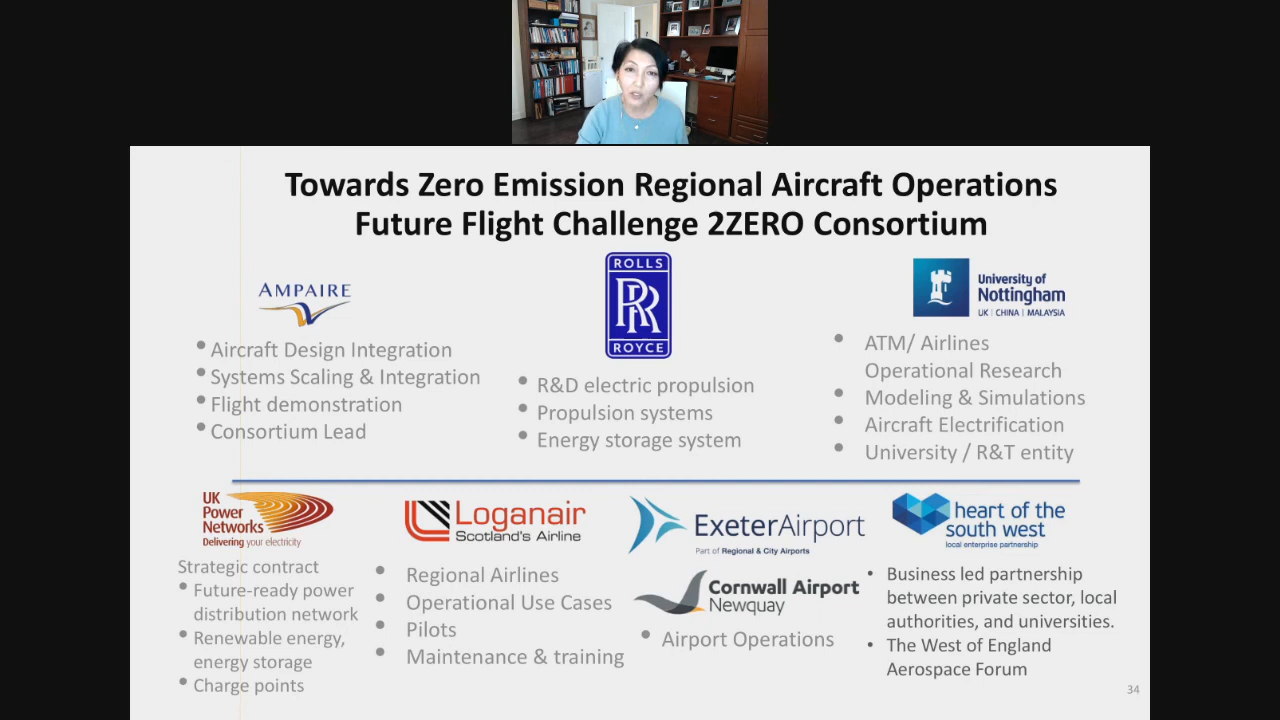 Towards Zero Emission Regional Aircraft Operations
Future Flight Challenge 2ZERO Consortium
AMPAIRE
• Aircraft Design Integration
• Systems Scaling & Integration
• Flight demonstration
• Consortium Lead
ROLLS
RR
ROYCE
• R&D electric propulsion
• Propulsion systems
• Energy storage system
University of
Nottingham
UK | CHINA | MALAYSIA
• ATM/ Airlines
Operational Research
• Modeling & Simulations
• Aircraft Electrification
• University / R&T entity
UK
Power
Networks
Delivering your electricity
Strategic contract
• Future-ready power
distribution network
• Renewable energy,
energy storage
• Charge points
Loganair
Scotland's Airline
• Regional Airlines
• Operational Use Cases
• Pilots
• Maintenance & training
ExeterAirport
Part of Regional & City Airports
Cornwall Airport
Newquay
• Airport Operations
heart of the
south west
local enterprise partnership
• Business led partnership
between private sector, local
authorities, and universities.
• The West of England
Aerospace Forum
34